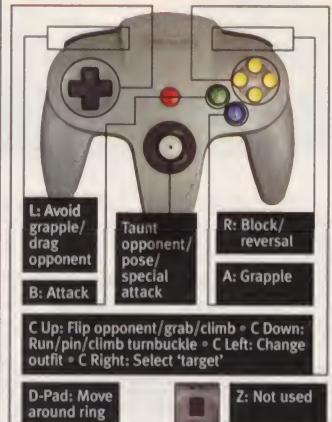 L: Avoid
grapple/
drag
opponent
B: Attack
Taunt
opponent/
pose/
special
attack
R: Block/
reversal
A: Grapple
C Up: Flip opponent/grab/climb • C Down:
Run/pin/climb turnbuckle • C Left: Change
outfit • C Right: Select 'target'
D-Pad: Move
around ring
Z: Not used